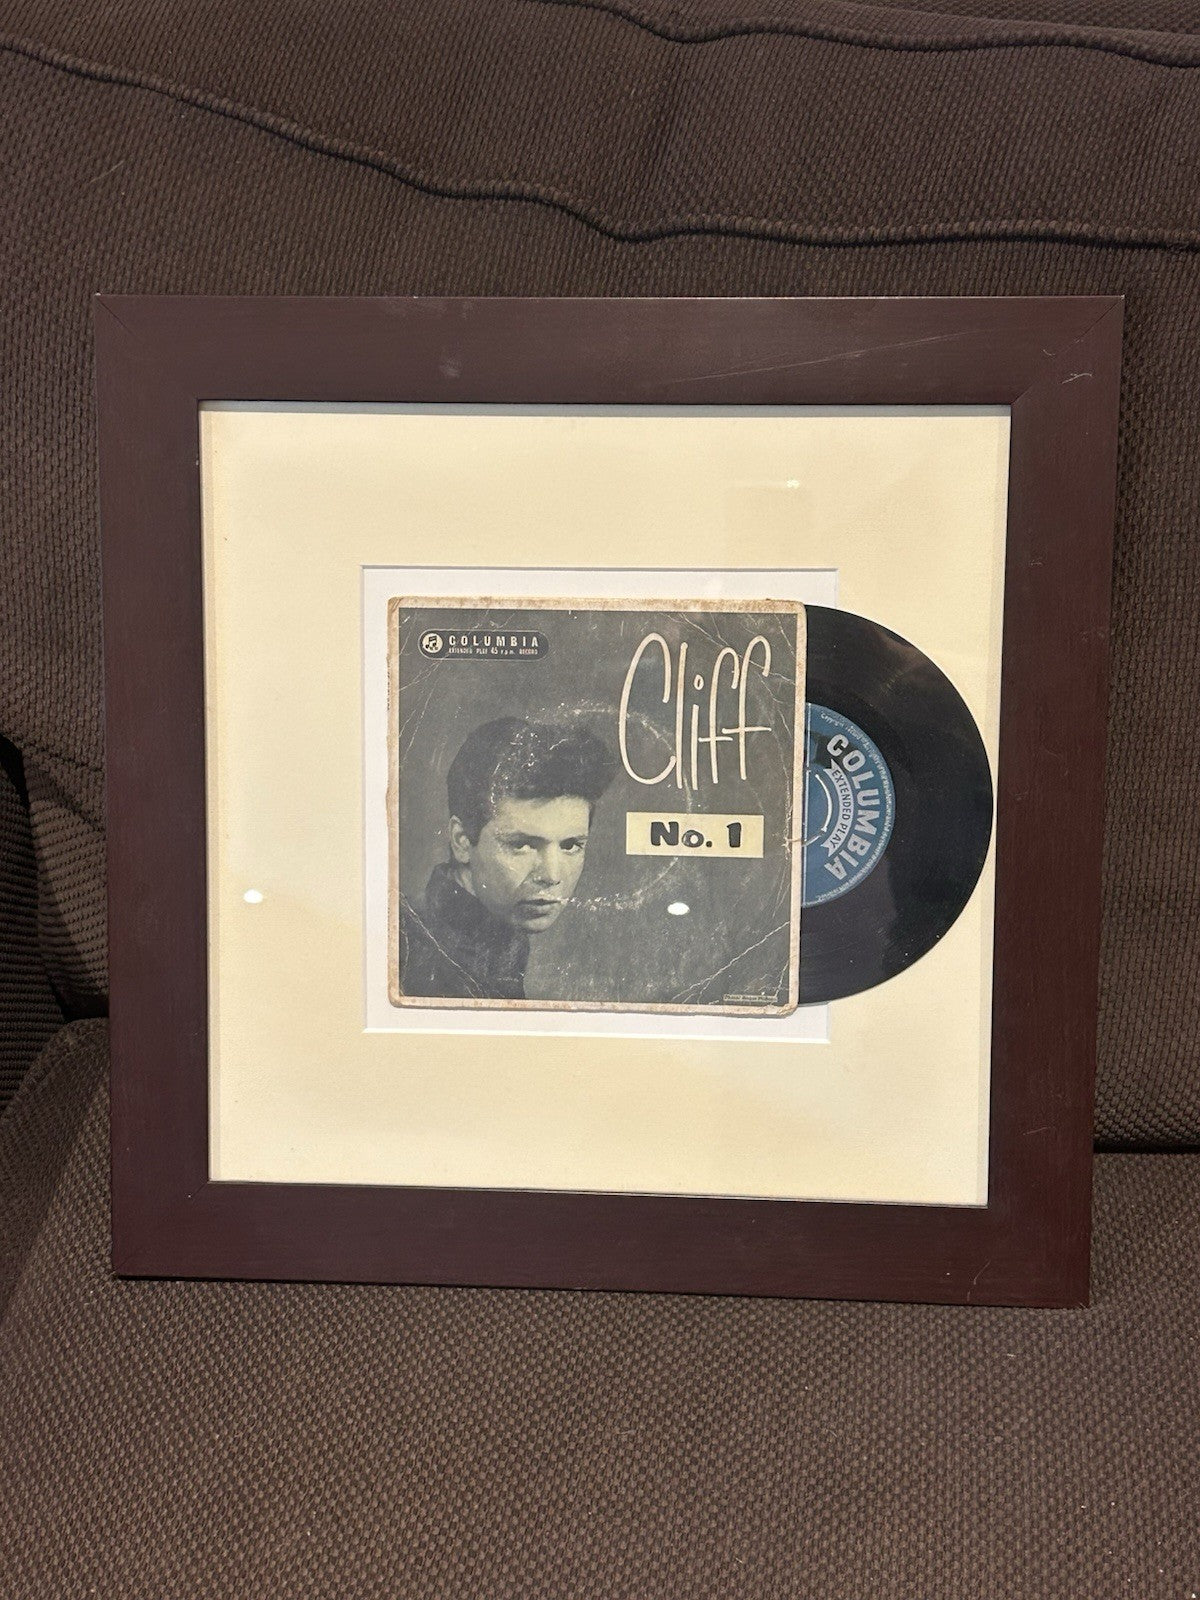 COLUMBIA
EXTENDED PLAY 45 r.p.m. RECORD
Cliff
No. 1
COLUMBIA
EXTENDED PLAY